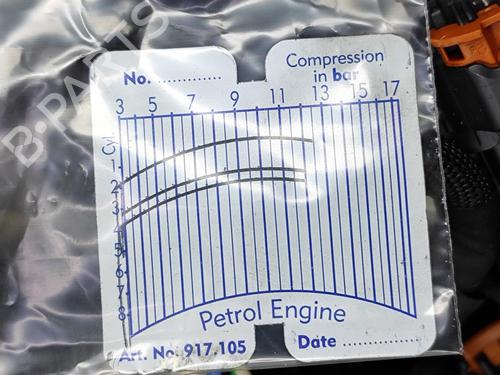 No. ..............
Compression
in bar
3 5 7 9 11 13 15 17
Cyl.
1
2
3
4
5
6
7
8
Petrol Engine
Art. No. 917.105
Date ............
B-PARTS